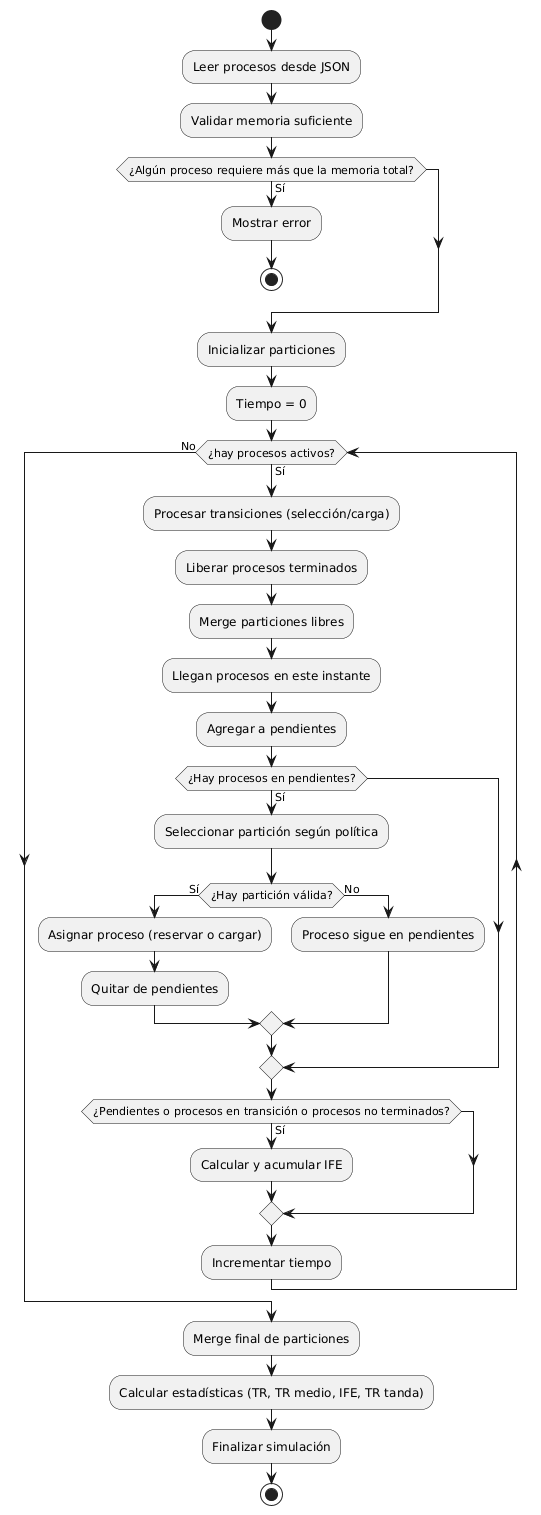 Leer procesos desde JSON
Validar memoria suficiente
¿Algún proceso requiere más que la memoria total?
Sí
Mostrar error
Inicializar particiones
Tiempo = 0
No
¿hay procesos activos?
Sí
Procesar transiciones (selección/carga)
Liberar procesos terminados
Merge particiones libres
Llegan procesos en este instante
Agregar a pendientes
¿Hay procesos en pendientes?
Sí
Seleccionar partición según política
Sí
¿Hay partición válida?
No
Asignar proceso (reservar o cargar)
Proceso sigue en pendientes
Quitar de pendientes
¿Pendientes o procesos en transición o procesos no terminados?
Sí
Calcular y acumular IFE
Incrementar tiempo
Merge final de particiones
Calcular estadísticas (TR, TR medio, IFE, TR tanda)
Finalizar simulación